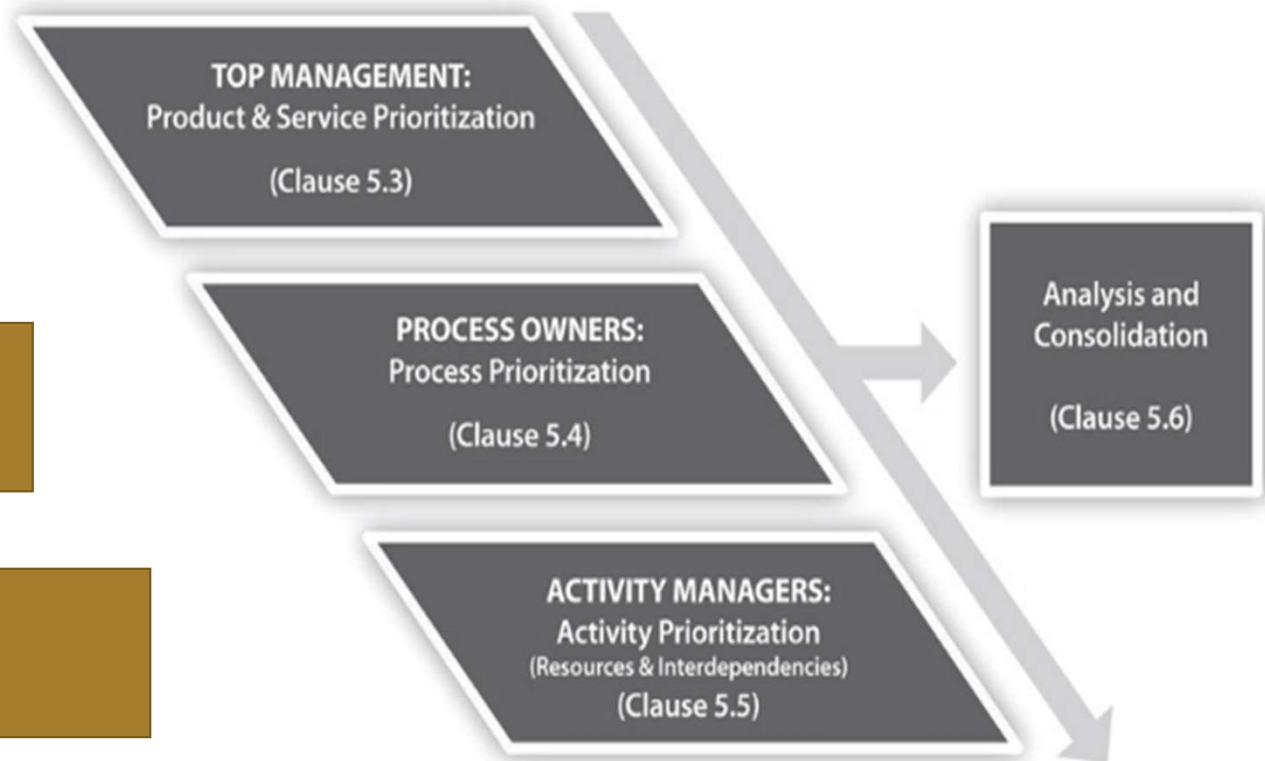 TOP MANAGEMENT:
Product & Service Prioritization
(Clause 5.3)
PROCESS OWNERS:
Process Prioritization
(Clause 5.4)
ACTIVITY MANAGERS:
Activity Prioritization
(Resources & Interdependencies)
(Clause 5.5)
Analysis and
Consolidation
(Clause 5.6)